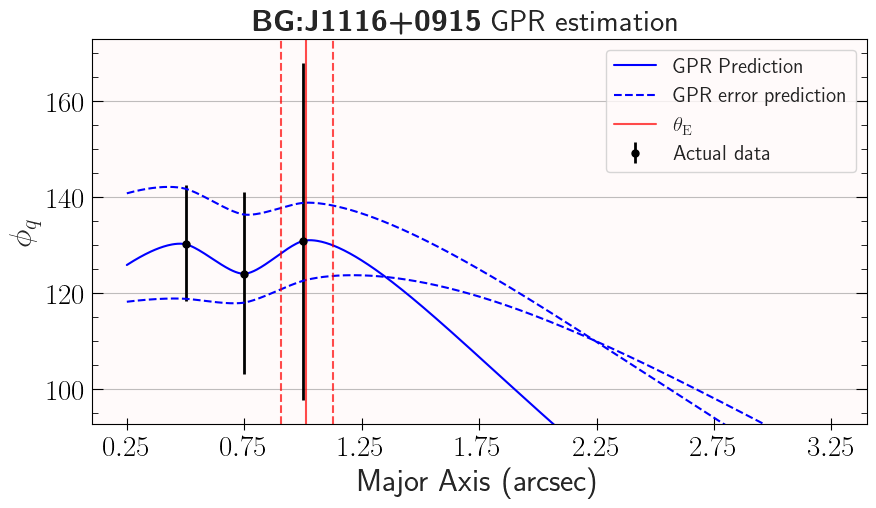 BG:J1116+0915 GPR estimation
GPR Prediction
GPR error prediction
θ_E
Actual data
ϕ_q
160
140
120
100
0.25 0.75 1.25 1.75 2.25 2.75 3.25
Major Axis (arcsec)